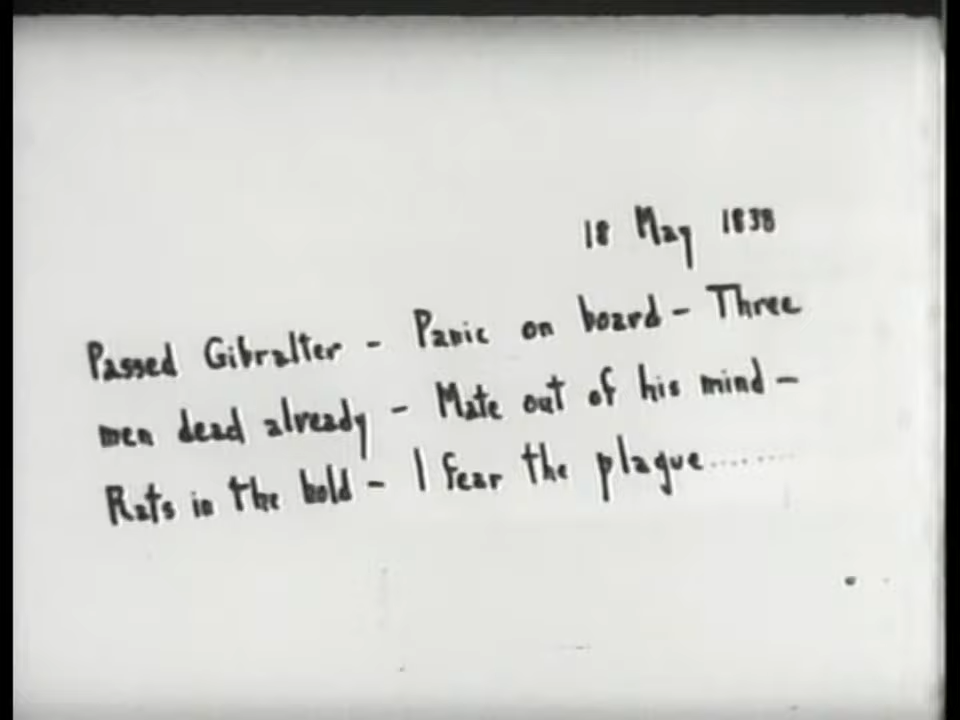 18 May 1838
Passed Gibralter - Panic on board - Three
men dead already - Mate out of his mind -
Rats in the hold - I fear the plague........